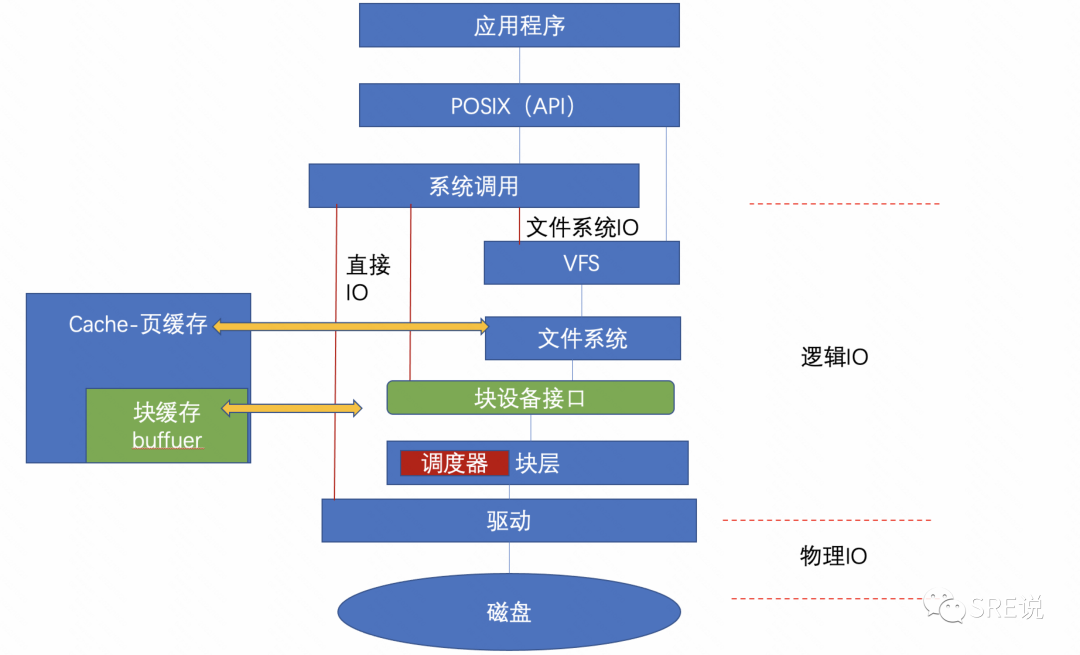 应用程序
POSIX（API）
系统调用
文件系统IO
VFS
直接
IO
Cache-页缓存
文件系统
逻辑IO
块设备接口
块缓存
buffuer
调度器
块层
驱动
物理IO
磁盘
SRE说